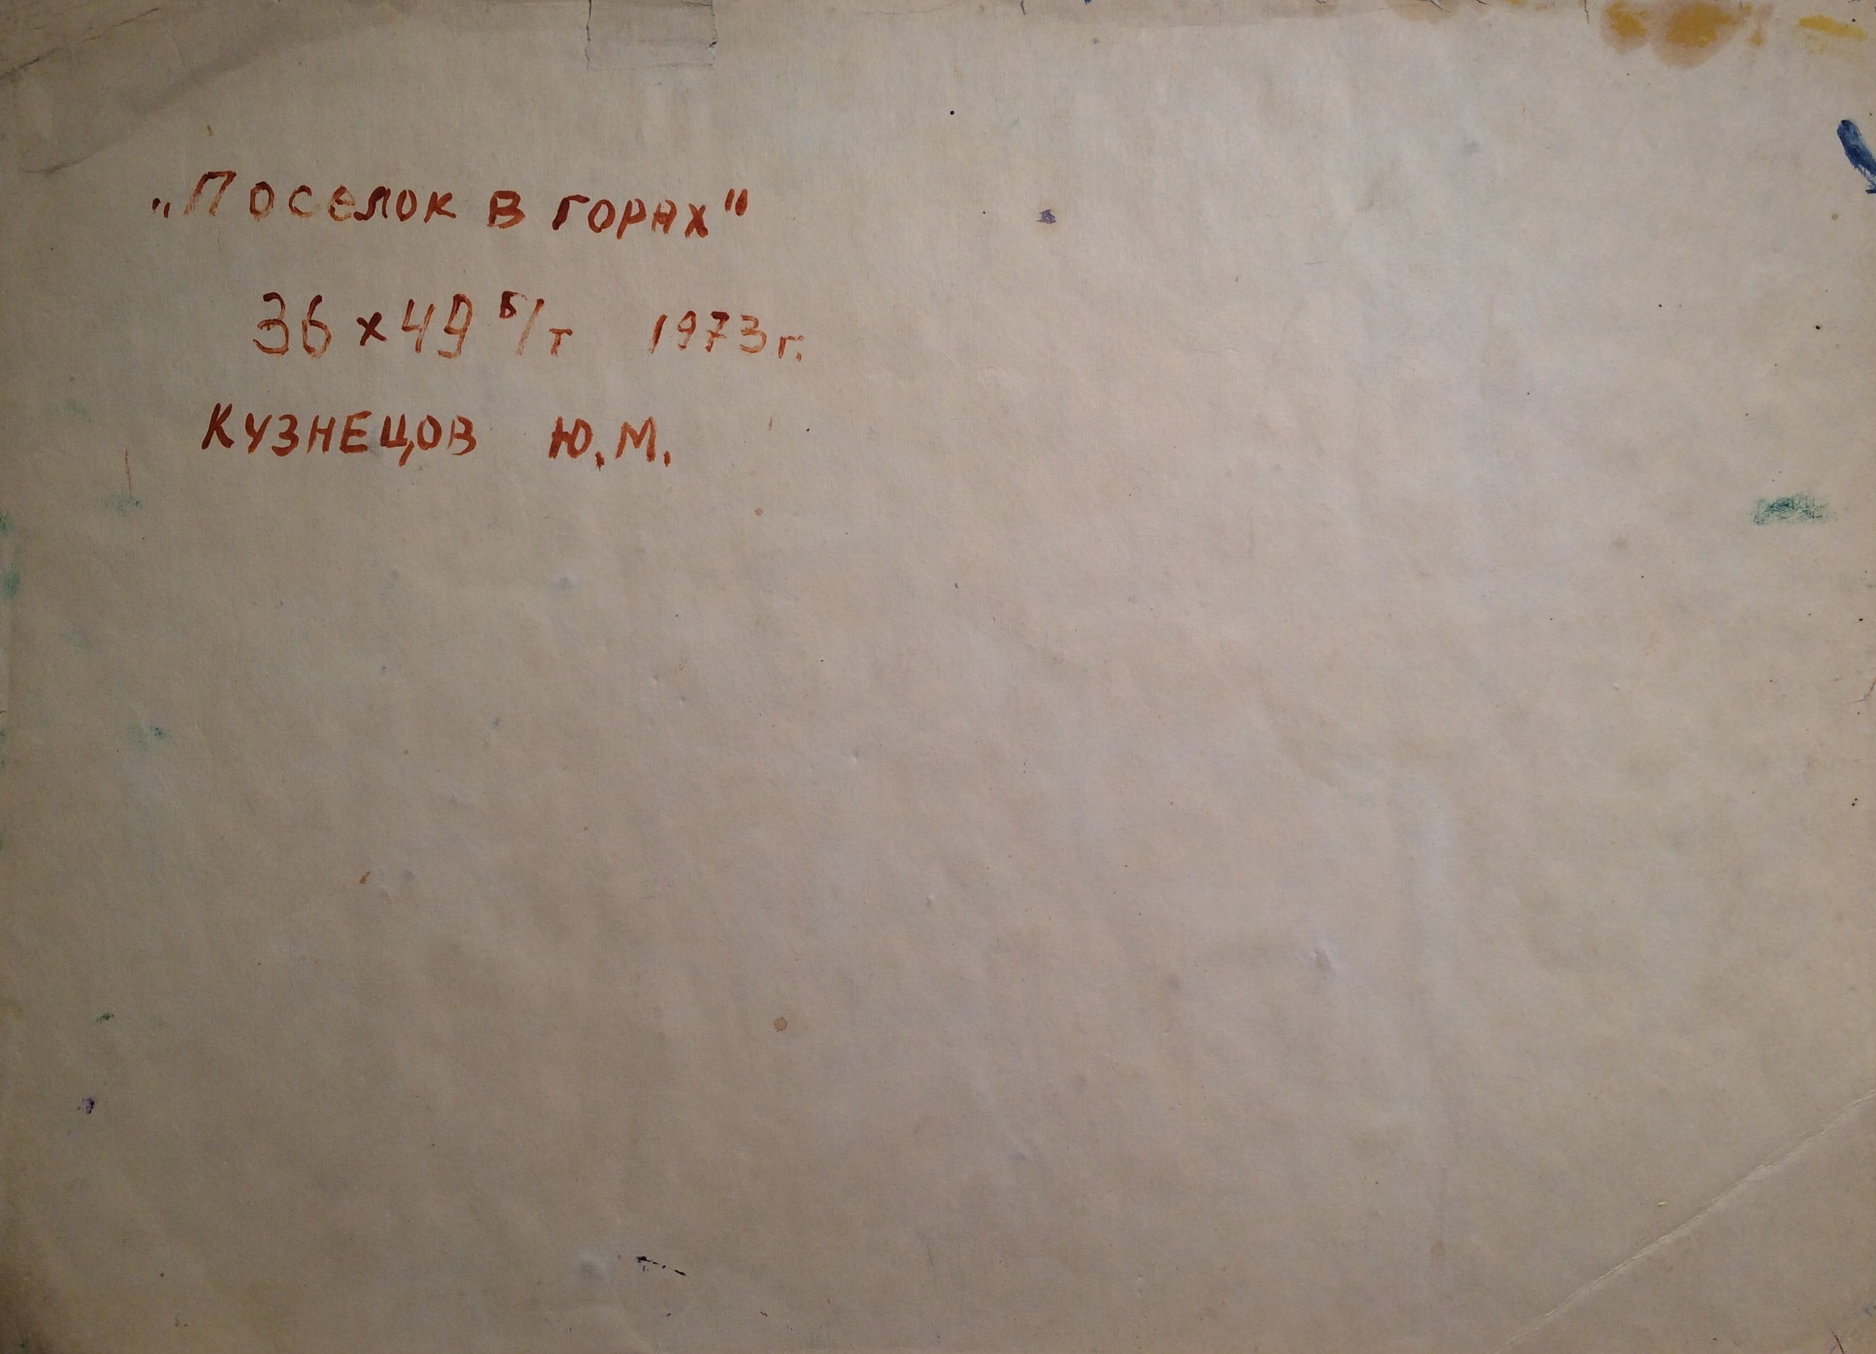 „Поселок в горах"
36 х 49 б/т 1973 г.
Кузнецов Ю.М.